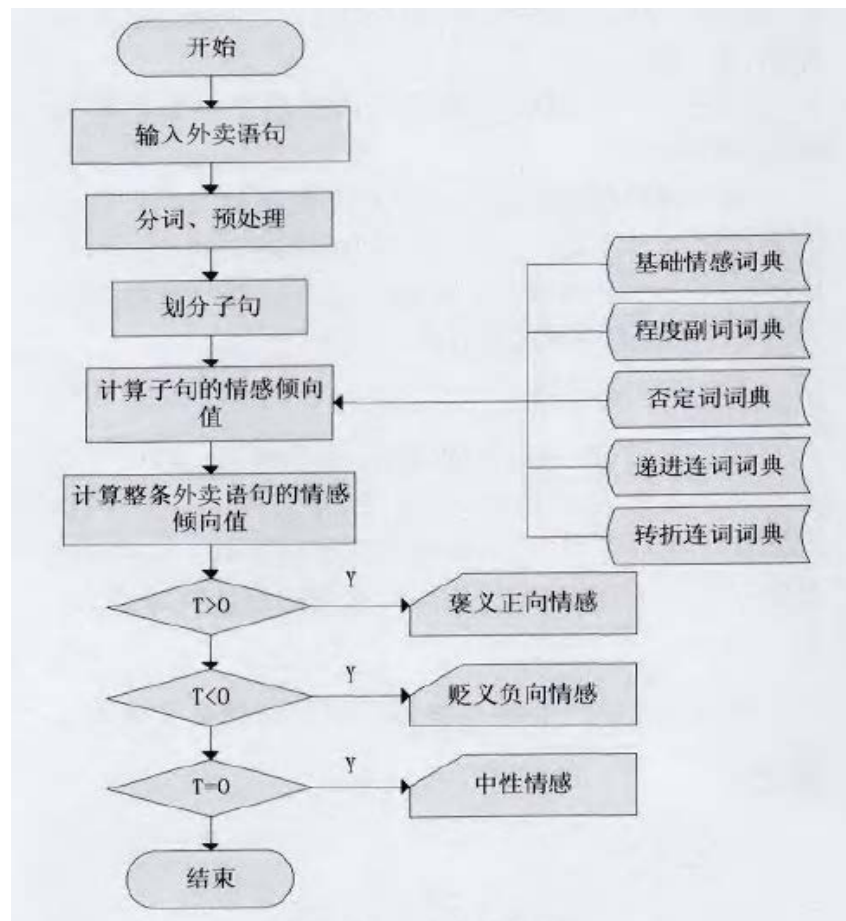 开始
输入外卖语句
分词、预处理
划分子句
计算子句的情感倾向
值
计算整条外卖语句的情感
倾向值
基础情感词典
程度副词词典
否定词词典
递进连词词典
转折连词词典
T>0
Y
褒义正向情感
T<0
Y
贬义负向情感
T=0
Y
中性情感
结束